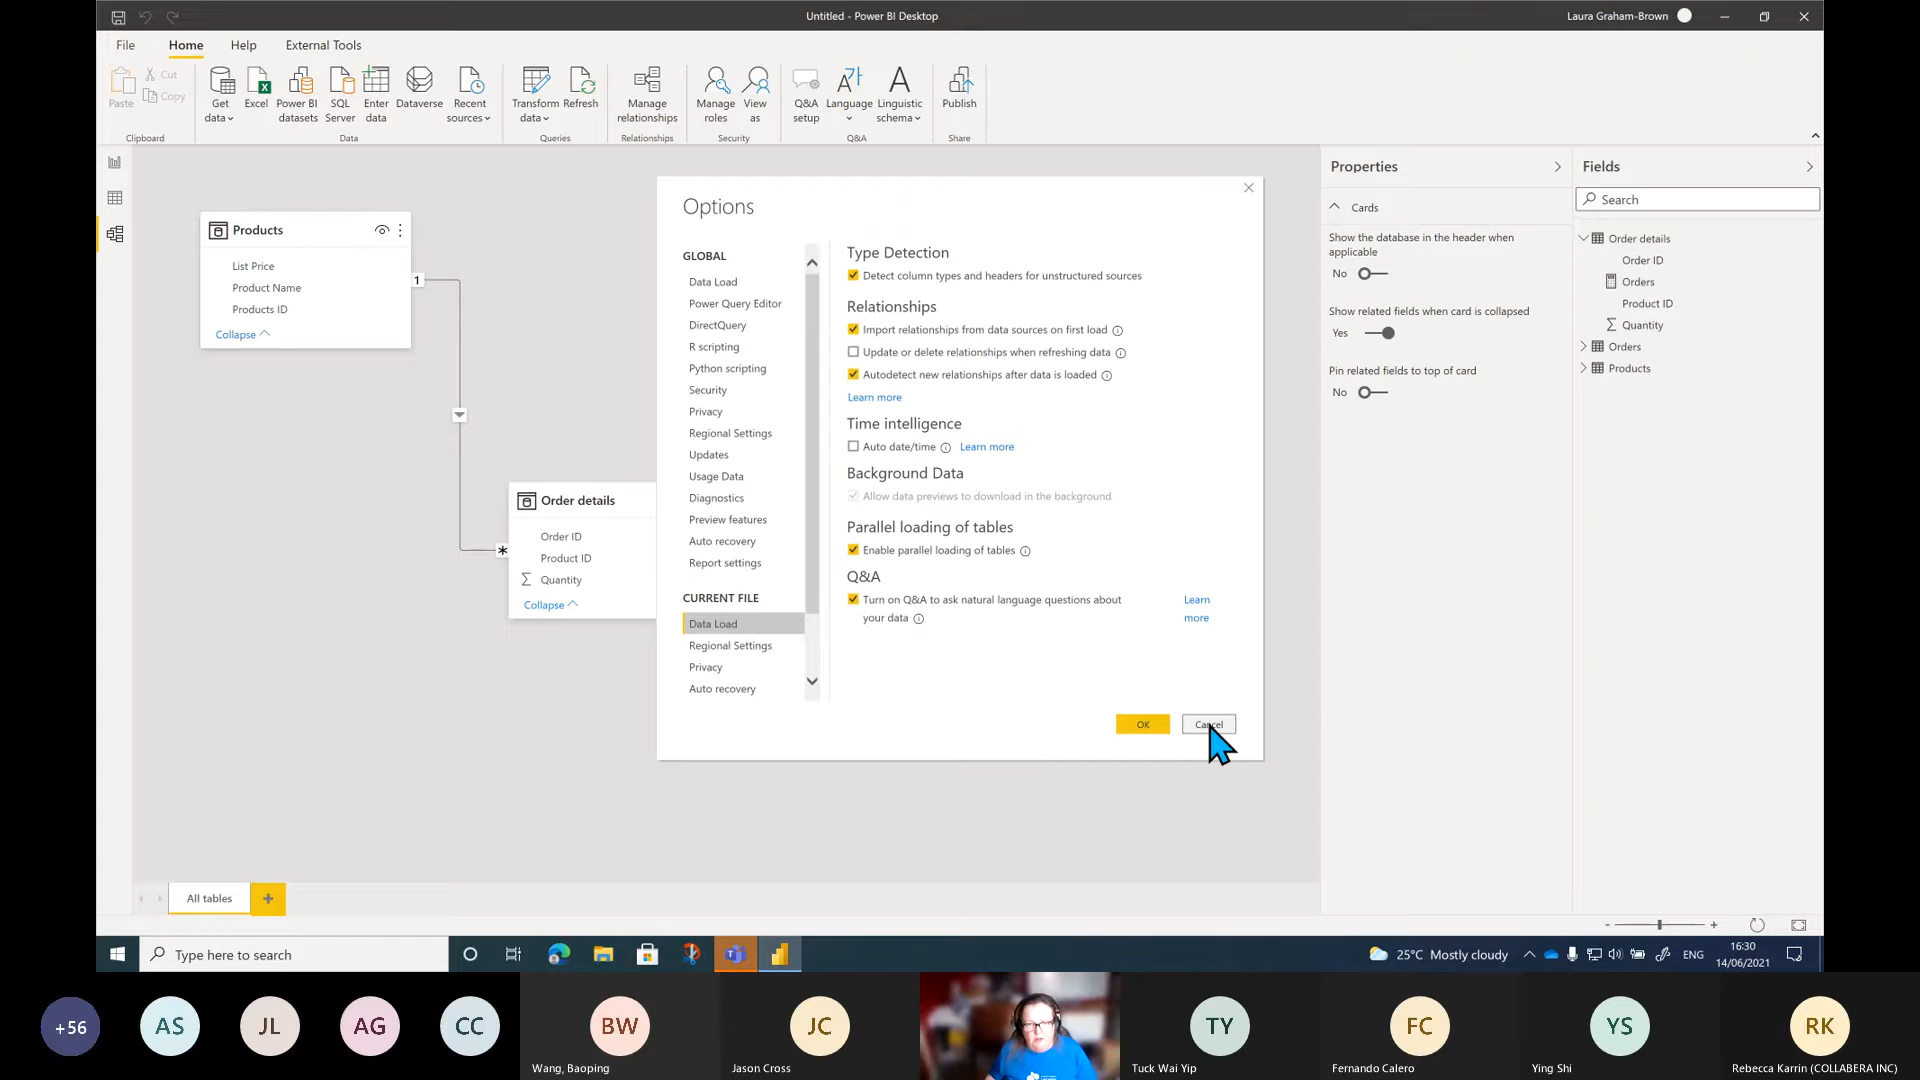 Untitled - Power BI Desktop
Laura Graham-Brown
File
Home
Help
External Tools
Paste
Cut
Copy
Get data
Excel
Power BI datasets
SQL Server
Enter data
Dataverse
Recent sources
Transform data
Refresh
Manage relationships
Manage roles
View as
Q&A setup
Language
Linguistic schema
Publish
Clipboard
Data
Queries
Relationships
Security
Q&A
Share
Products
List Price
Product Name
Products ID
Collapse
1
*
Order details
Order ID
Product ID
Quantity
Collapse
Options
GLOBAL
Data Load
Power Query Editor
DirectQuery
R scripting
Python scripting
Security
Privacy
Regional Settings
Updates
Usage Data
Diagnostics
Preview features
Auto recovery
Report settings
CURRENT FILE
Data Load
Regional Settings
Privacy
Auto recovery
Type Detection
Detect column types and headers for unstructured sources
Relationships
Import relationships from data sources on first load
Update or delete relationships when refreshing data
Autodetect new relationships after data is loaded
Learn more
Time intelligence
Auto date/time Learn more
Background Data
Allow data previews to download in the background
Parallel loading of tables
Enable parallel loading of tables
Q&A
Turn on Q&A to ask natural language questions about
your data
Learn
more
OK
Cancel
Properties
Cards
Show the database in the header when
applicable
No
Show related fields when card is collapsed
Yes
Pin related fields to top of card
No
Fields
Search
Order details
Order ID
Orders
Product ID
Quantity
Orders
Products
All tables
Type here to search
25°C Mostly cloudy
ENG
16:30
14/06/2021
+56
AS
JL
AG
CC
BW
JC
TY
FC
YS
RK
Wang, Baoping
Jason Cross
Tuck Wai Yip
Fernando Calero
Ying Shi
Rebecca Karrin (COLLABERA INC)